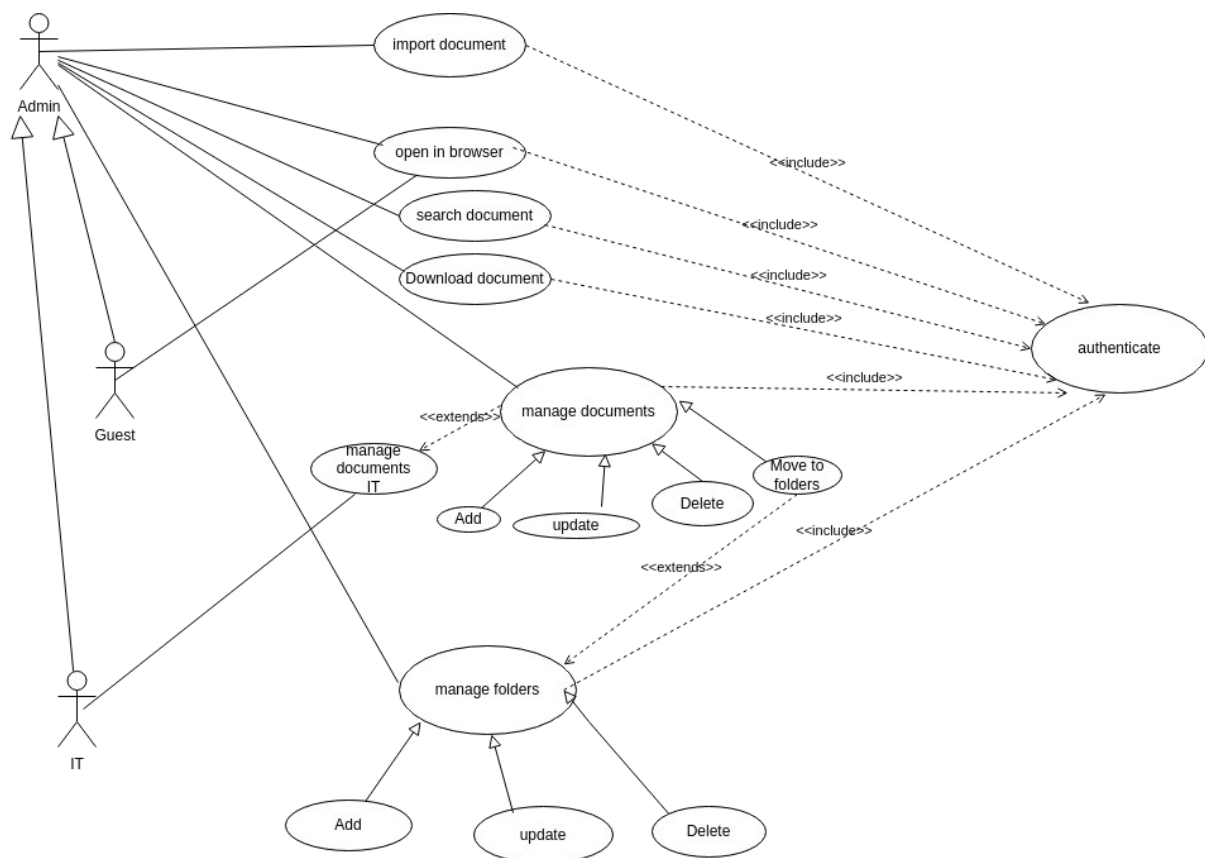 import document
Admin
open in browser
<<include>>
search document
<<include>>
Download document
<<include>>
<<include>>
authenticate
<<include>>
manage documents
<<extends>>
Guest
manage
documents
IT
Move to
folders
Add
update
Delete
<<include>>
<<extends>>
manage folders
IT
Add
update
Delete